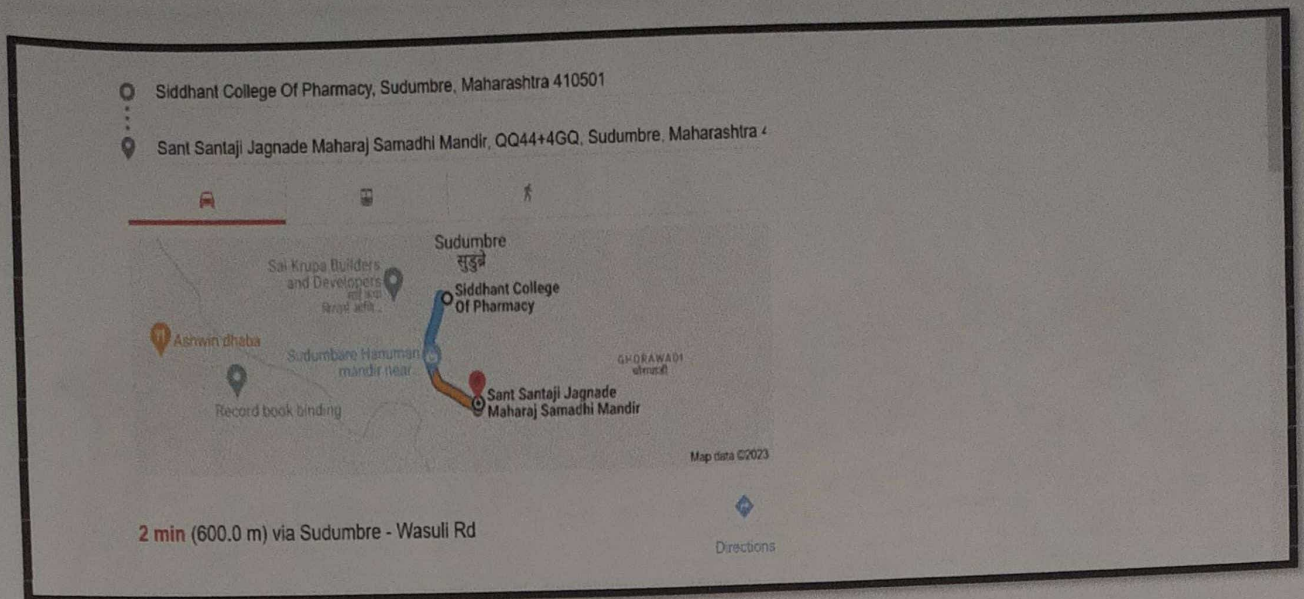 Siddhant College Of Pharmacy, Sudumbre, Maharashtra 410501
Sant Santaji Jagnade Maharaj Samadhi Mandir, QQ44+4GQ, Sudumbre, Maharashtra 4
Sudumbre
सुदुंब्रे
Sai Krupa Builders
and Developers
Siddhant College
Of Pharmacy
Ashwin dhaba
Sudumbare Hanuman
mandir near...
GHORAWADI
Record book binding
Sant Santaji Jagnade
Maharaj Samadhi Mandir
Map data ©2023
2 min (600.0 m) via Sudumbre - Wasuli Rd
Directions